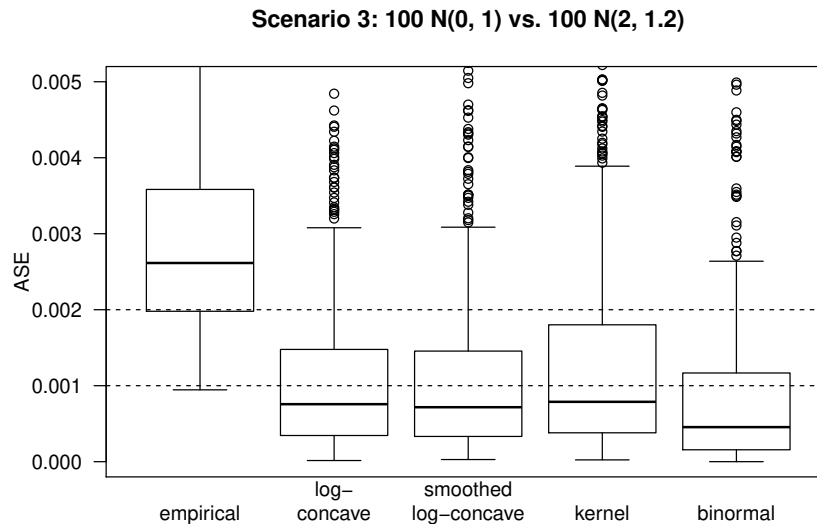 Scenario 3: 100 N(0, 1) vs. 100 N(2, 1.2)
ASE
0.005
0.004
0.003
0.002
0.001
0.000
empirical
log−
concave
smoothed
log−concave
kernel
binormal